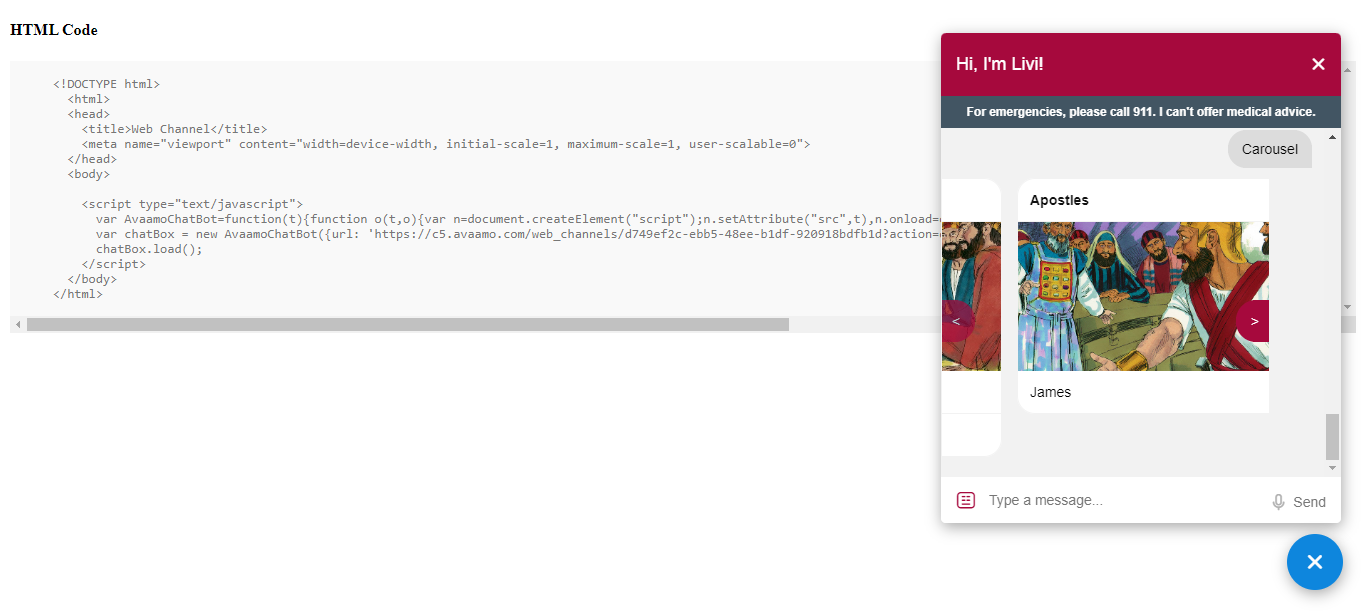 HTML Code
<!DOCTYPE html>
<html>
<head>
<title>Web Channel</title>
<meta name="viewport" content="width=device-width, initial-scale=1, maximum-scale=1, user-scalable=0">
</head>
<body>
<script type="text/javascript">
var AvaamoChatBot=function(t){function o(t,o){var n=document.createElement("script");n.setAttribute("src",t),n.onload=
var chatBox = new AvaamoChatBot({url: 'https://c5.avaamo.com/web_channels/d749ef2c-ebb5-48ee-b1df-920918bdfb1d?action=
chatBox.load();
</script>
</body>
</html>
Hi, I'm Livi!
For emergencies, please call 911. I can't offer medical advice.
Carousel
Apostles
< >
James
Type a message...
Send